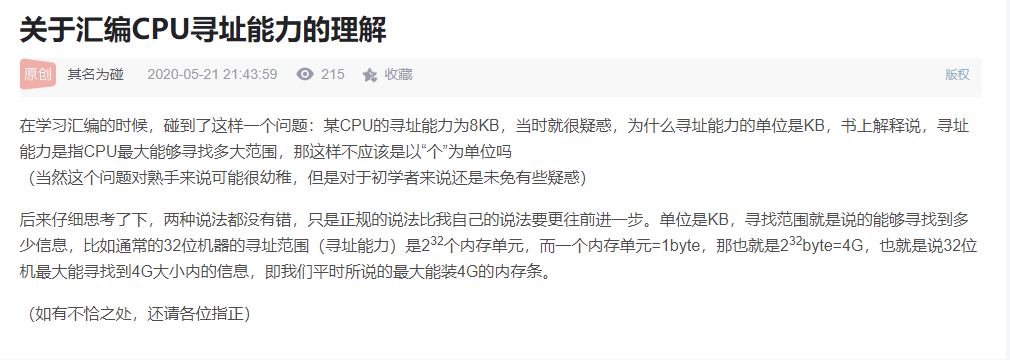 关于汇编CPU寻址能力的理解
原创 其名为碰 2020-05-21 21:43:59 215 收藏 版权
在学习汇编的时候，碰到了这样一个问题：某CPU的寻址能力为8KB，当时就很疑惑，为什么寻址能力的单位是KB，书上解释说，寻址
能力是指CPU最大能够寻找多大范围，那这样不应该是以“个”为单位吗
（当然这个问题对熟手来说可能很幼稚，但是对于初学者来说还是未免有些疑惑）
后来仔细思考了下，两种说法都没有错，只是正规的说法比我自己的说法要更往前进一步。单位是KB，寻找范围就是说的能够寻找到多
少信息，比如通常的32位机器的寻址范围（寻址能力）是2³²个内存单元，而一个内存单元=1byte，那也就是2³²byte=4G，也就是说32位
机最大能寻找到4G大小内的信息，即我们平时所说的最大能装4G的内存条。
（如有不恰之处，还请各位指正）